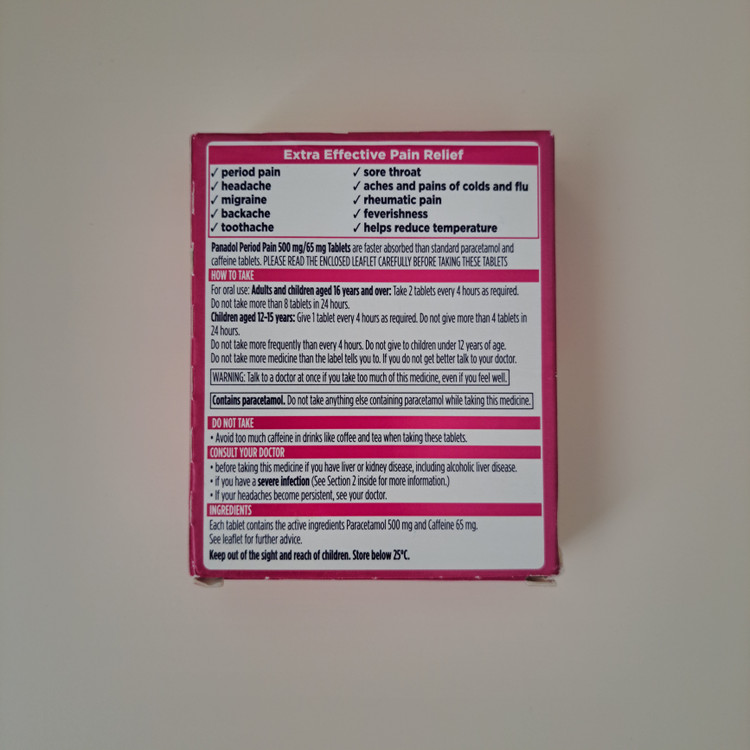 Extra Effective Pain Relief
✓ period pain
✓ headache
✓ migraine
✓ backache
✓ toothache
✓ sore throat
✓ aches and pains of colds and flu
✓ rheumatic pain
✓ feverishness
✓ helps reduce temperature
Panadol Period Pain 500 mg/65 mg Tablets are faster absorbed than standard paracetamol and
caffeine tablets. PLEASE READ THE ENCLOSED LEAFLET CAREFULLY BEFORE TAKING THESE TABLETS
HOW TO TAKE
For oral use: Adults and children aged 16 years and over: Take 2 tablets every 4 hours as required.
Do not take more than 8 tablets in 24 hours.
Children aged 12-15 years: Give 1 tablet every 4 hours as required. Do not give more than 4 tablets in
24 hours.
Do not take more frequently than every 4 hours. Do not give to children under 12 years of age.
Do not take more medicine than the label tells you to. If you do not get better talk to your doctor.
WARNING: Talk to a doctor at once if you take too much of this medicine, even if you feel well.
Contains paracetamol. Do not take anything else containing paracetamol while taking this medicine.
DO NOT TAKE
• Avoid too much caffeine in drinks like coffee and tea when taking these tablets.
CONSULT YOUR DOCTOR
• before taking this medicine if you have liver or kidney disease, including alcoholic liver disease.
• if you have a severe infection (See Section 2 inside for more information.)
• If your headaches become persistent, see your doctor.
INGREDIENTS
Each tablet contains the active ingredients Paracetamol 500 mg and Caffeine 65 mg.
See leaflet for further advice.
Keep out of the sight and reach of children. Store below 25°C.